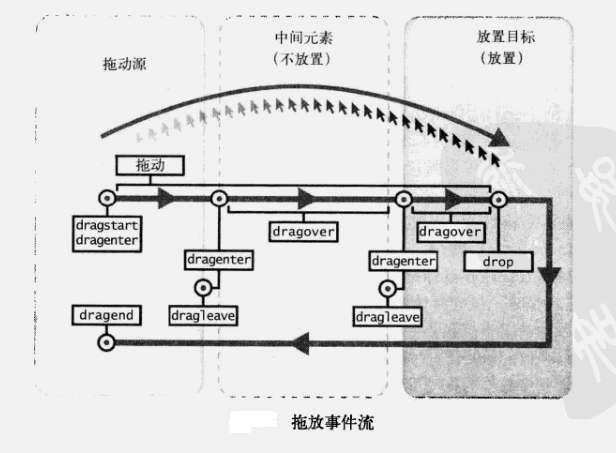 拖动源
中间元素
(不放置)
放置目标
(放置)
拖动
dragstart
dragenter
dragover
dragover
dragenter
dragenter
drop
dragend
dragleave
dragleave
拖放事件流